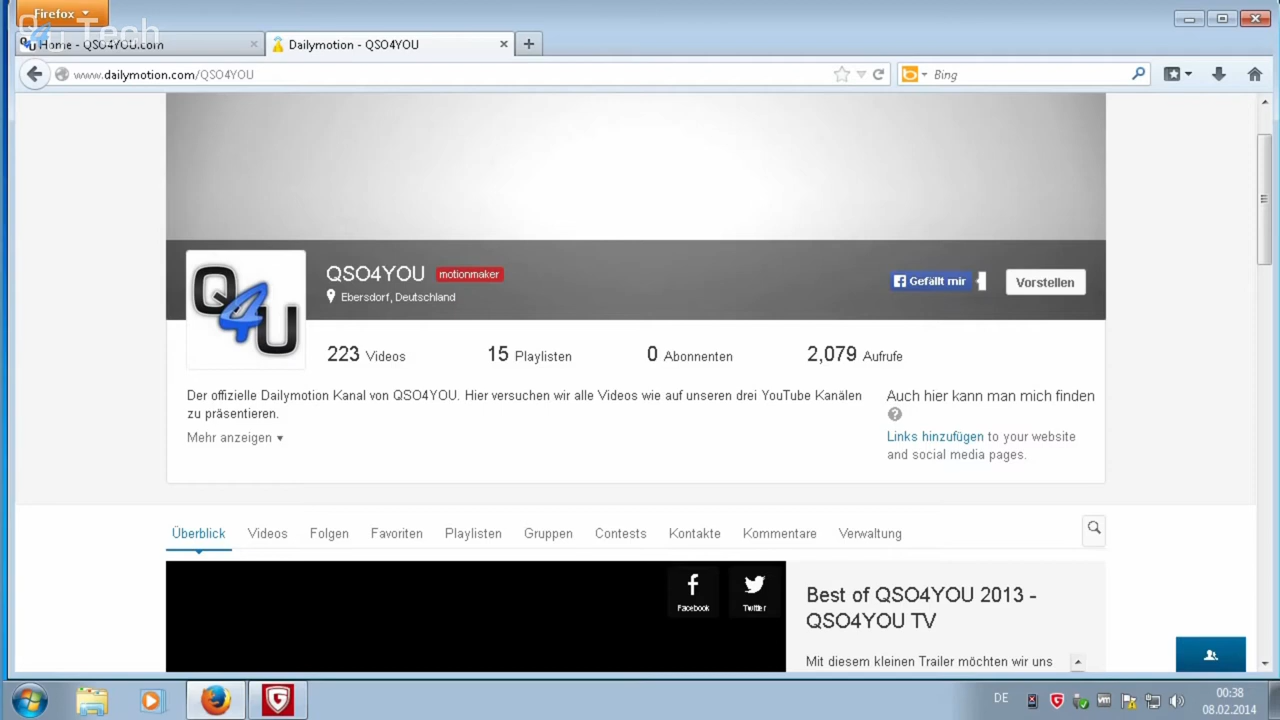 Firefox
Q4U Tech
Home - QSO4YOU.com
Dailymotion - QSO4YOU
www.dailymotion.com/QSO4YOU
Bing
Q4U
QSO4YOU motionmaker
Ebersdorf, Deutschland
Gefällt mir
Vorstellen
223 Videos
15 Playlisten
0 Abonnenten
2,079 Aufrufe
Der offizielle Dailymotion Kanal von QSO4YOU. Hier versuchen wir alle Videos wie auf unseren drei YouTube Kanälen
zu präsentieren.
Mehr anzeigen
Auch hier kann man mich finden
?
Links hinzufügen to your website
and social media pages.
Überblick Videos Folgen Favoriten Playlisten Gruppen Contests Kontakte Kommentare Verwaltung
Facebook
Twitter
Best of QSO4YOU 2013 -
QSO4YOU TV
Mit diesem kleinen Trailer möchten wir uns
DE
00:38
08.02.2014